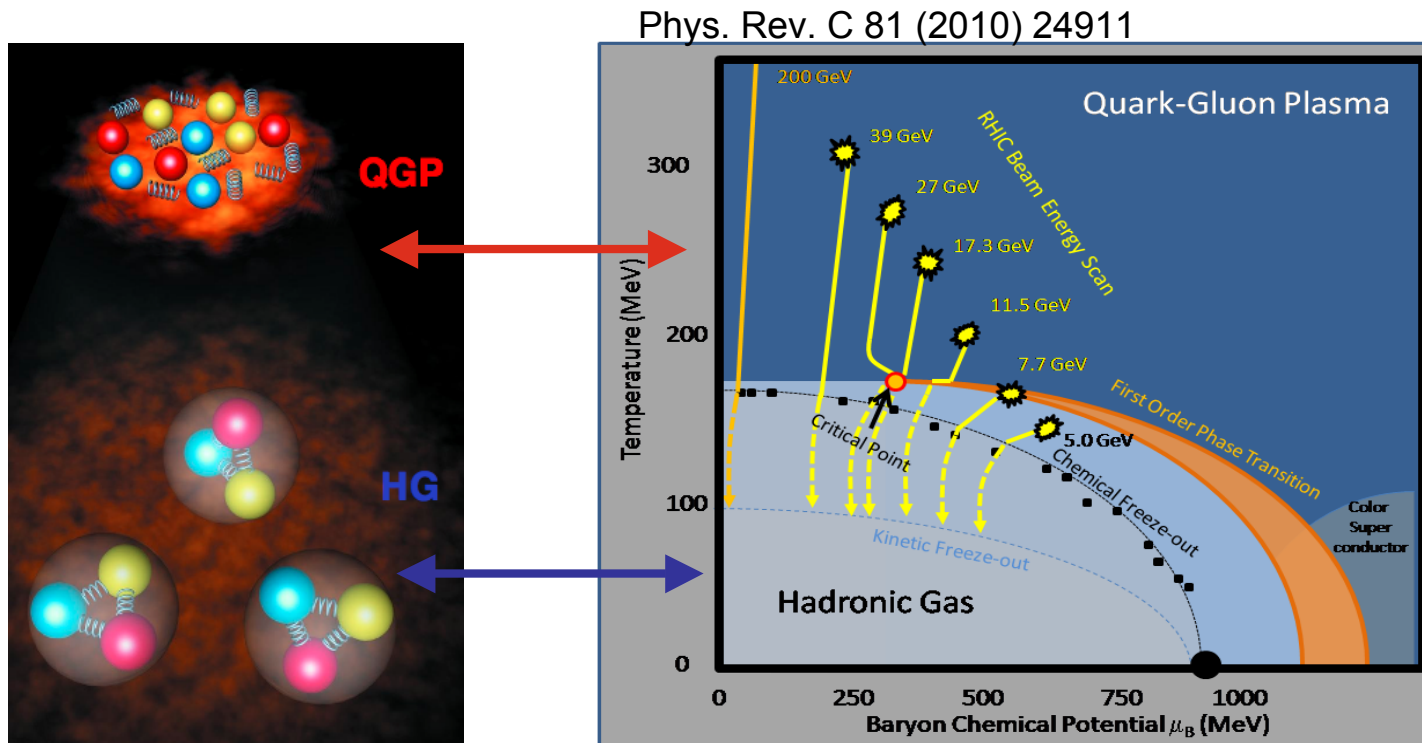 Phys. Rev. C 81 (2010) 24911
QGP
HG
200 GeV
Quark-Gluon Plasma
39 GeV
RHIC Beam Energy Scan
300
27 GeV
17.3 GeV
11.5 GeV
200
7.7 GeV
First Order Phase Transition
5.0 GeV
Critical Point
Chemical Freeze-out
Temperature (MeV)
100
Color
Super
conductor
Kinetic Freeze-out
Hadronic Gas
0
0 250 500 750 1000
Baryon Chemical Potential μB (MeV)